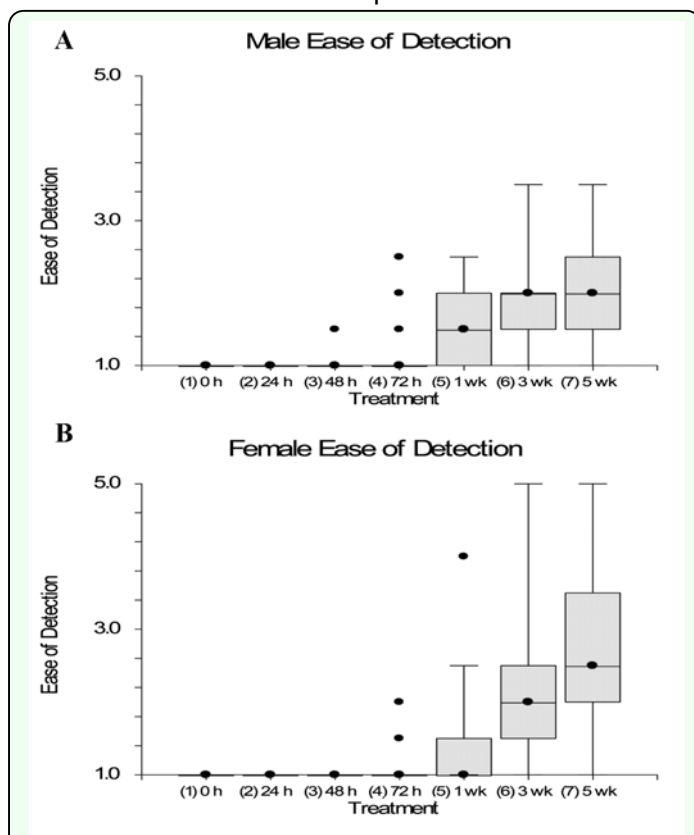 A
Male Ease of Detection
5.0
3.0
1.0
Ease of Detection
(1) 0 h (2) 24 h (3) 48 h (4) 72 h (5) 1 wk (6) 3 wk (7) 5 wk
Treatment
B
Female Ease of Detection
5.0
3.0
1.0
Ease of Detection
(1) 0 h (2) 24 h (3) 48 h (4) 72 h (5) 1 wk (6) 3 wk (7) 5 wk
Treatment